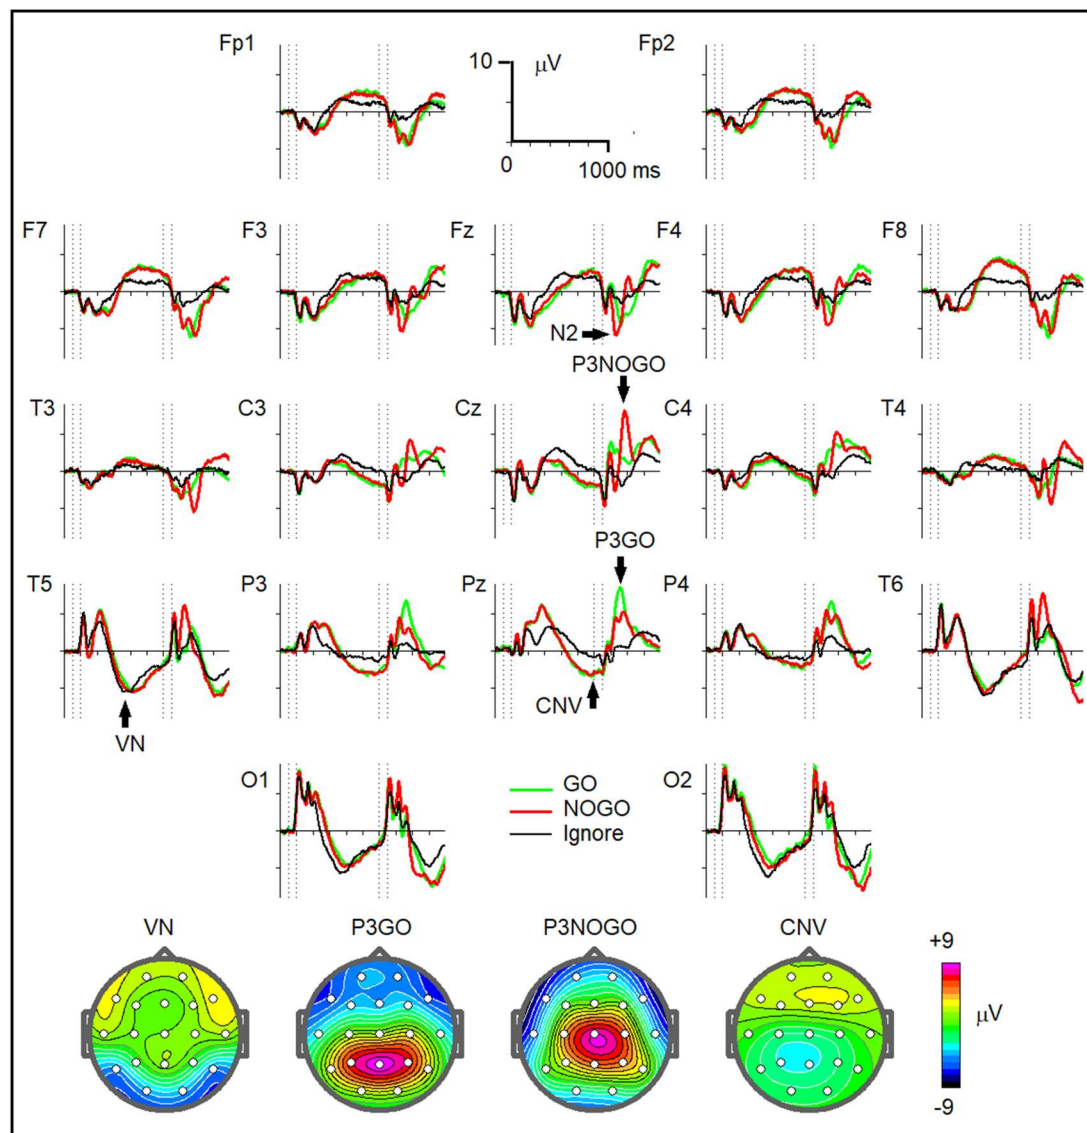 Fp1
Fp2
10
µV
0
1000 ms
F7
F3
Fz
F4
F8
N2
P3NOGO
T3
C3
Cz
C4
T4
P3GO
T5
P3
Pz
P4
T6
CNV
VN
O1
O2
GO
NOGO
Ignore
VN
P3GO
P3NOGO
CNV
+9
µV
-9